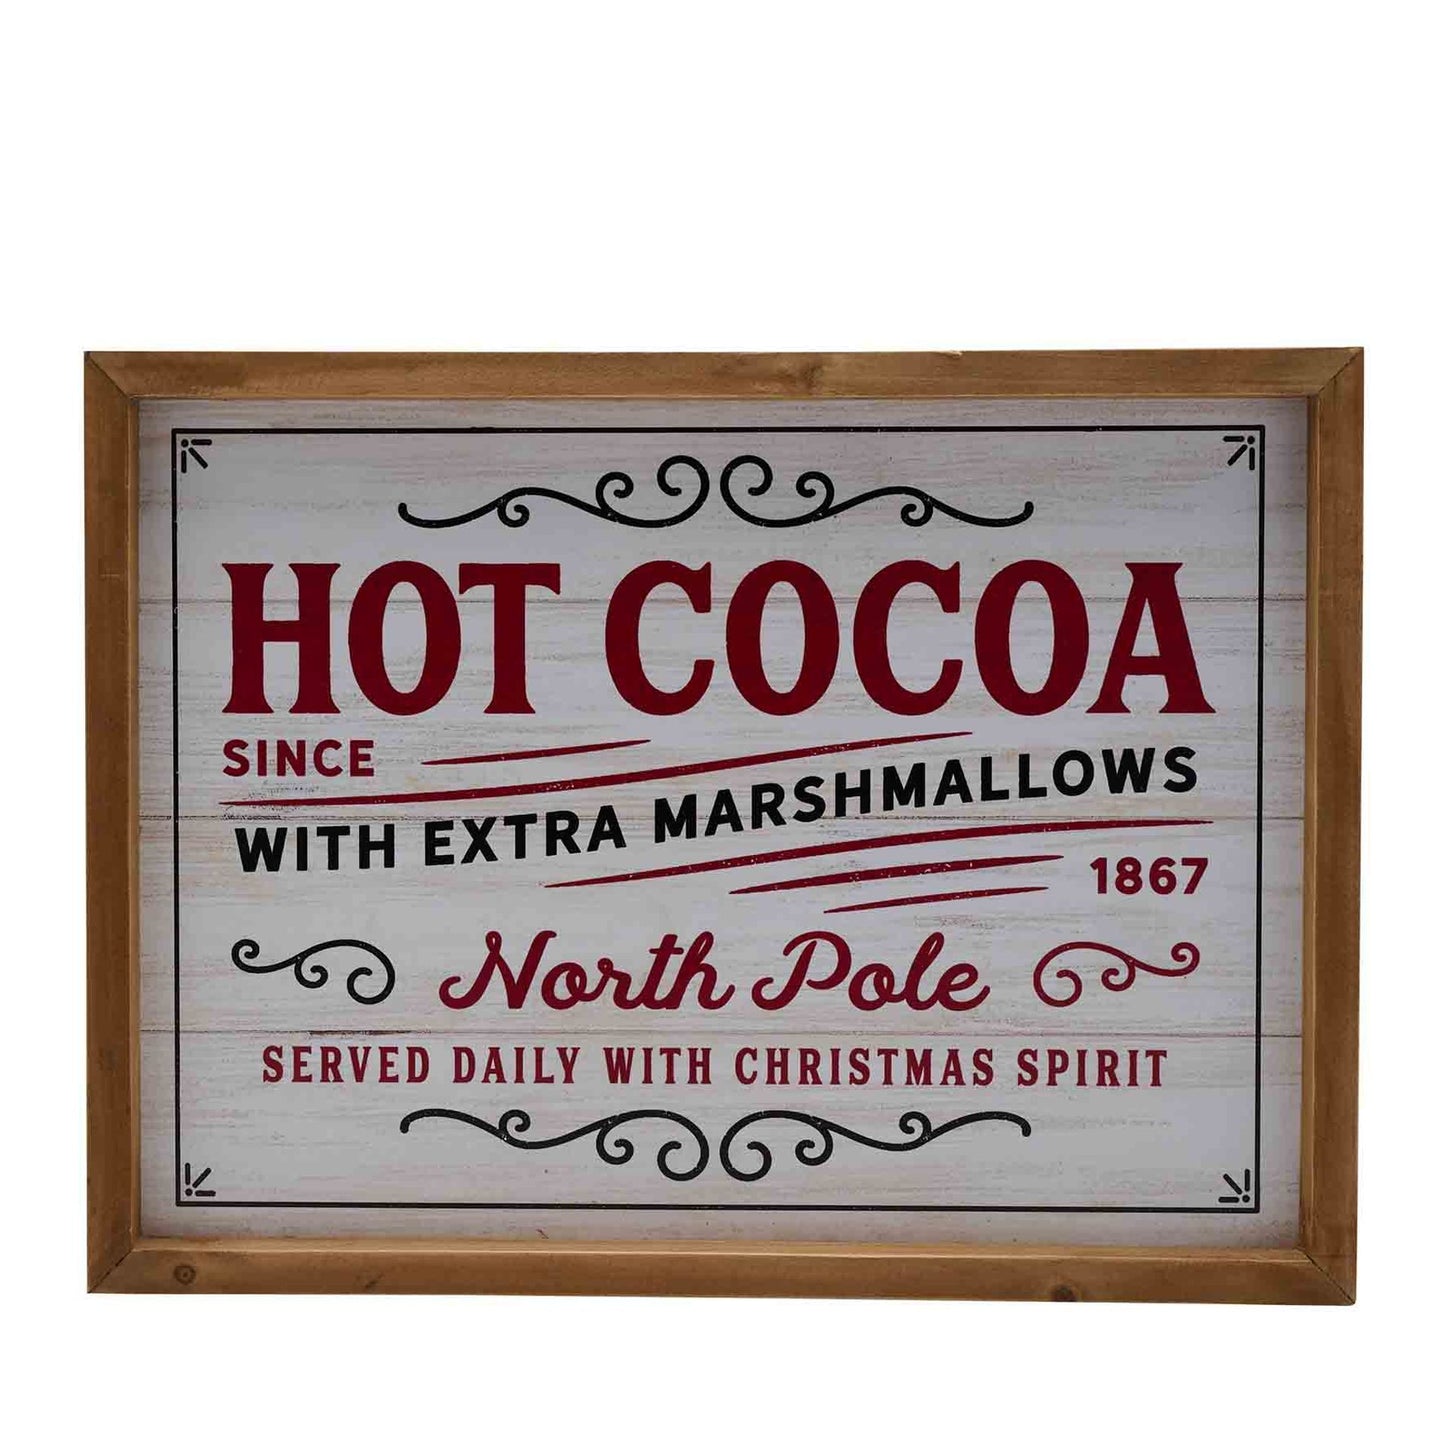 HOT COCOA
SINCE
WITH EXTRA MARSHMALLOWS
1867
North Pole
SERVED DAILY WITH CHRISTMAS SPIRIT